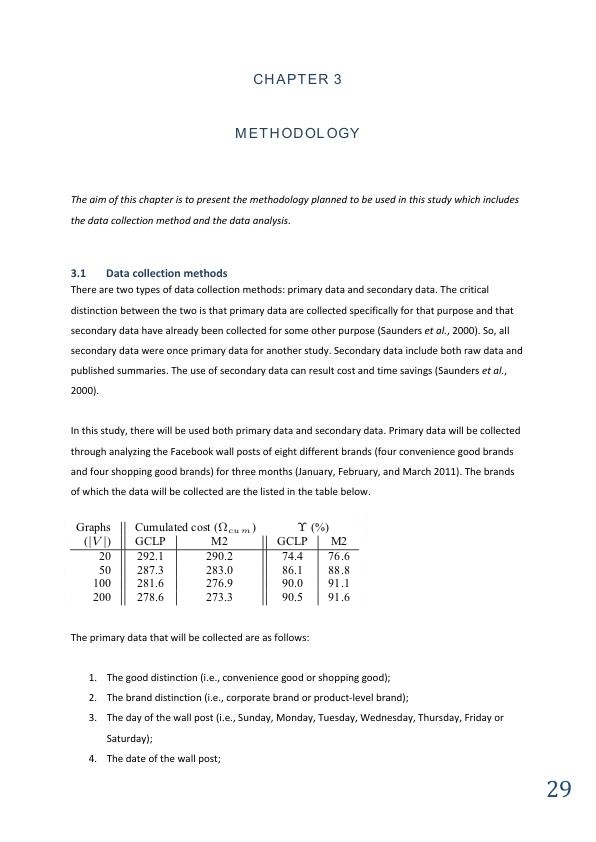 CHAPTER 3
METHODOLOGY
The aim of this chapter is to present the methodology planned to be used in this study which includes
the data collection method and the data analysis.
3.1 Data collection methods
There are two types of data collection methods: primary data and secondary data. The critical
distinction between the two is that primary data are collected specifically for that purpose and that
secondary data have already been collected for some other purpose (Saunders et al., 2000). So, all
secondary data were once primary data for another study. Secondary data include both raw data and
published summaries. The use of secondary data can result cost and time savings (Saunders et al.,
2000).
In this study, there will be used both primary data and secondary data. Primary data will be collected
through analyzing the Facebook wall posts of eight different brands (four convenience good brands
and four shopping good brands) for three months (January, February, and March 2011). The brands
of which the data will be collected are the listed in the table below.
Graphs Cumulated cost (Ω_cum) ϒ (%)
(|V|) GCLP M2 GCLP M2
20 292.1 290.2 74.4 76.6
50 287.3 283.0 86.1 88.8
100 281.6 276.9 90.0 91.1
200 278.6 273.3 90.5 91.6
The primary data that will be collected are as follows:
1. The good distinction (i.e., convenience good or shopping good);
2. The brand distinction (i.e., corporate brand or product-level brand);
3. The day of the wall post (i.e., Sunday, Monday, Tuesday, Wednesday, Thursday, Friday or
Saturday);
4. The date of the wall post;
29